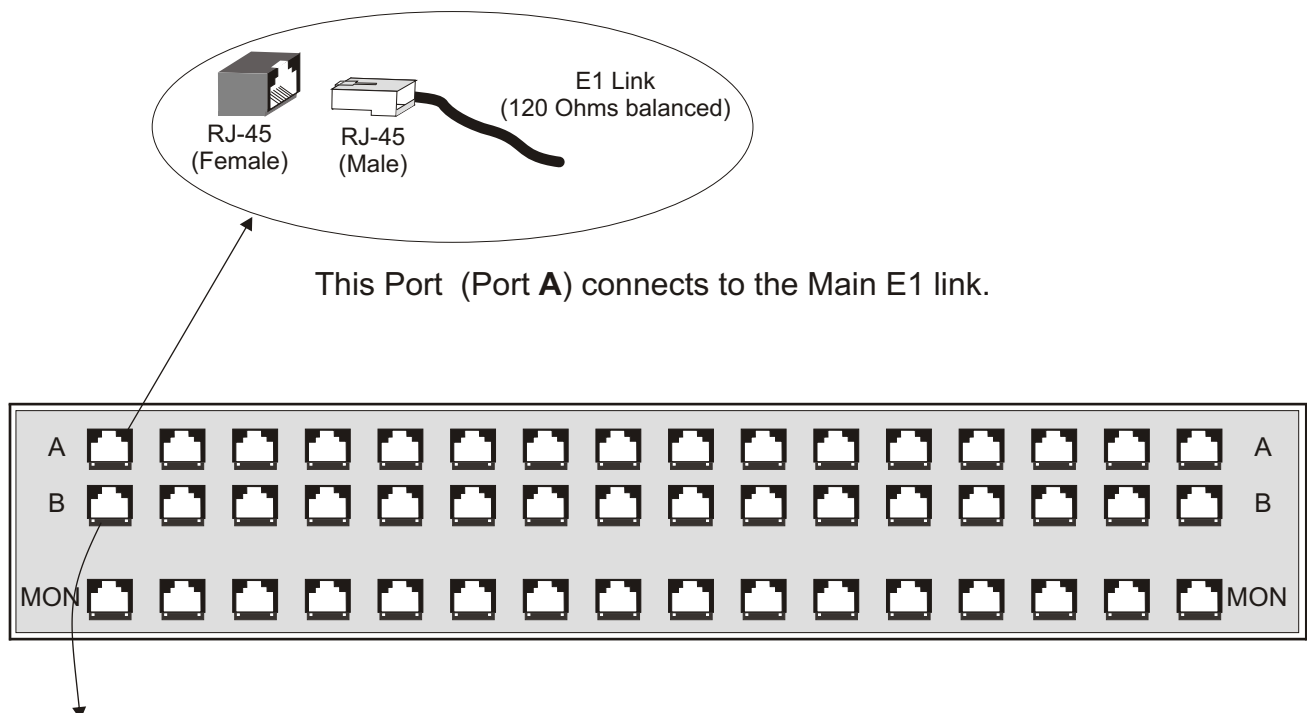 RJ-45
(Female)
RJ-45
(Male)
E1 Link
(120 Ohms balanced)
This Port (Port A) connects to the Main E1 link.
A A
B B
MON MON